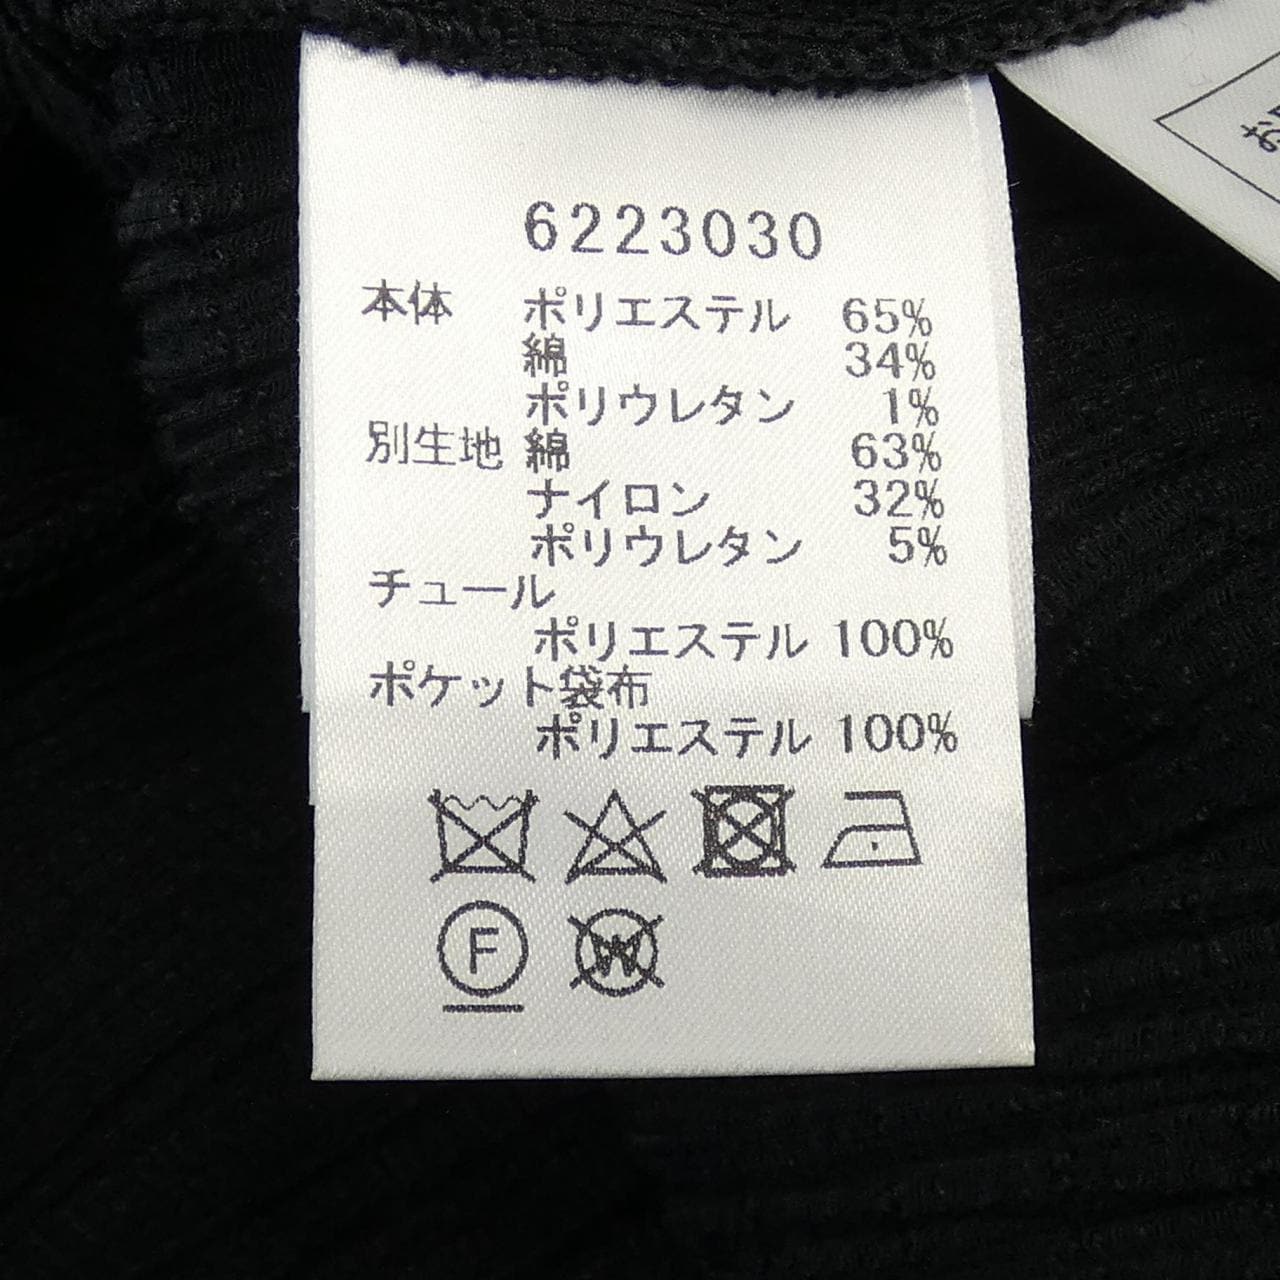 6223030
本体 ポリエステル 65%
綿 34%
ポリウレタン 1%
別生地 綿 63%
ナイロン 32%
ポリウレタン 5%
チュール
ポリエステル 100%
ポケット袋布
ポリエステル 100%
F W
お